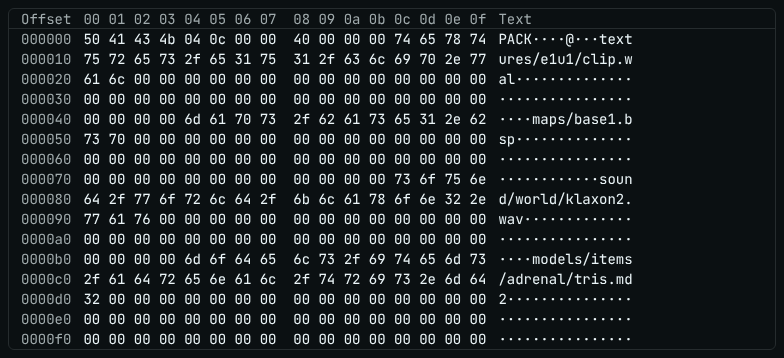 Offset 00 01 02 03 04 05 06 07 08 09 0a 0b 0c 0d 0e 0f Text
000000 50 41 43 4b 04 0c 00 00 40 00 00 00 74 65 78 74 PACK····@···text
000010 75 72 65 73 2f 65 31 75 31 2f 63 6c 69 70 2e 77 ures/e1u1/clip.w
000020 61 6c 00 00 00 00 00 00 00 00 00 00 00 00 00 00 al··············
000030 00 00 00 00 00 00 00 00 00 00 00 00 00 00 00 00 ················
000040 00 00 00 00 6d 61 70 73 2f 62 61 73 65 31 2e 62 ····maps/base1.b
000050 73 70 00 00 00 00 00 00 00 00 00 00 00 00 00 00 sp··············
000060 00 00 00 00 00 00 00 00 00 00 00 00 00 00 00 00 ················
000070 00 00 00 00 00 00 00 00 00 00 00 00 73 6f 75 6e ············soun
000080 64 2f 77 6f 72 6c 64 2f 6b 6c 61 78 6f 6e 32 2e d/world/klaxon2.
000090 77 61 76 00 00 00 00 00 00 00 00 00 00 00 00 00 wav·············
0000a0 00 00 00 00 00 00 00 00 00 00 00 00 00 00 00 00 ················
0000b0 00 00 00 00 6d 6f 64 65 6c 73 2f 69 74 65 6d 73 ····models/items
0000c0 2f 61 64 72 65 6e 61 6c 2f 74 72 69 73 2e 6d 64 /adrenal/tris.md
0000d0 32 00 00 00 00 00 00 00 00 00 00 00 00 00 00 00 2···············
0000e0 00 00 00 00 00 00 00 00 00 00 00 00 00 00 00 00 ················
0000f0 00 00 00 00 00 00 00 00 00 00 00 00 00 00 00 00 ················